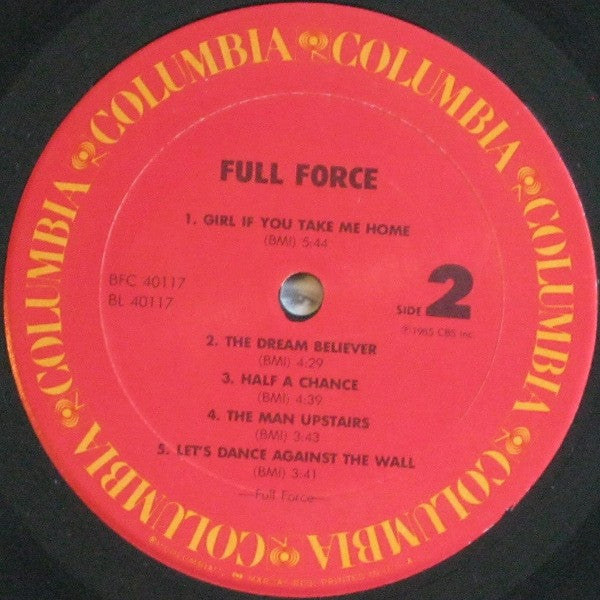 COLUMBIA COLUMBIA COLUMBIA COLUMBIA COLUMBIA COLUMBIA
FULL FORCE
1. GIRL IF YOU TAKE ME HOME
(BMI) 5:44
BFC 40117
BL 40117
SIDE 2
℗ 1985 CBS Inc.
2. THE DREAM BELIEVER
(BMI) 4:29
3. HALF A CHANCE
(BMI) 4:39
4. THE MAN UPSTAIRS
(BMI) 3:43
5. LET'S DANCE AGAINST THE WALL
(BMI) 3:41
—Full Force—